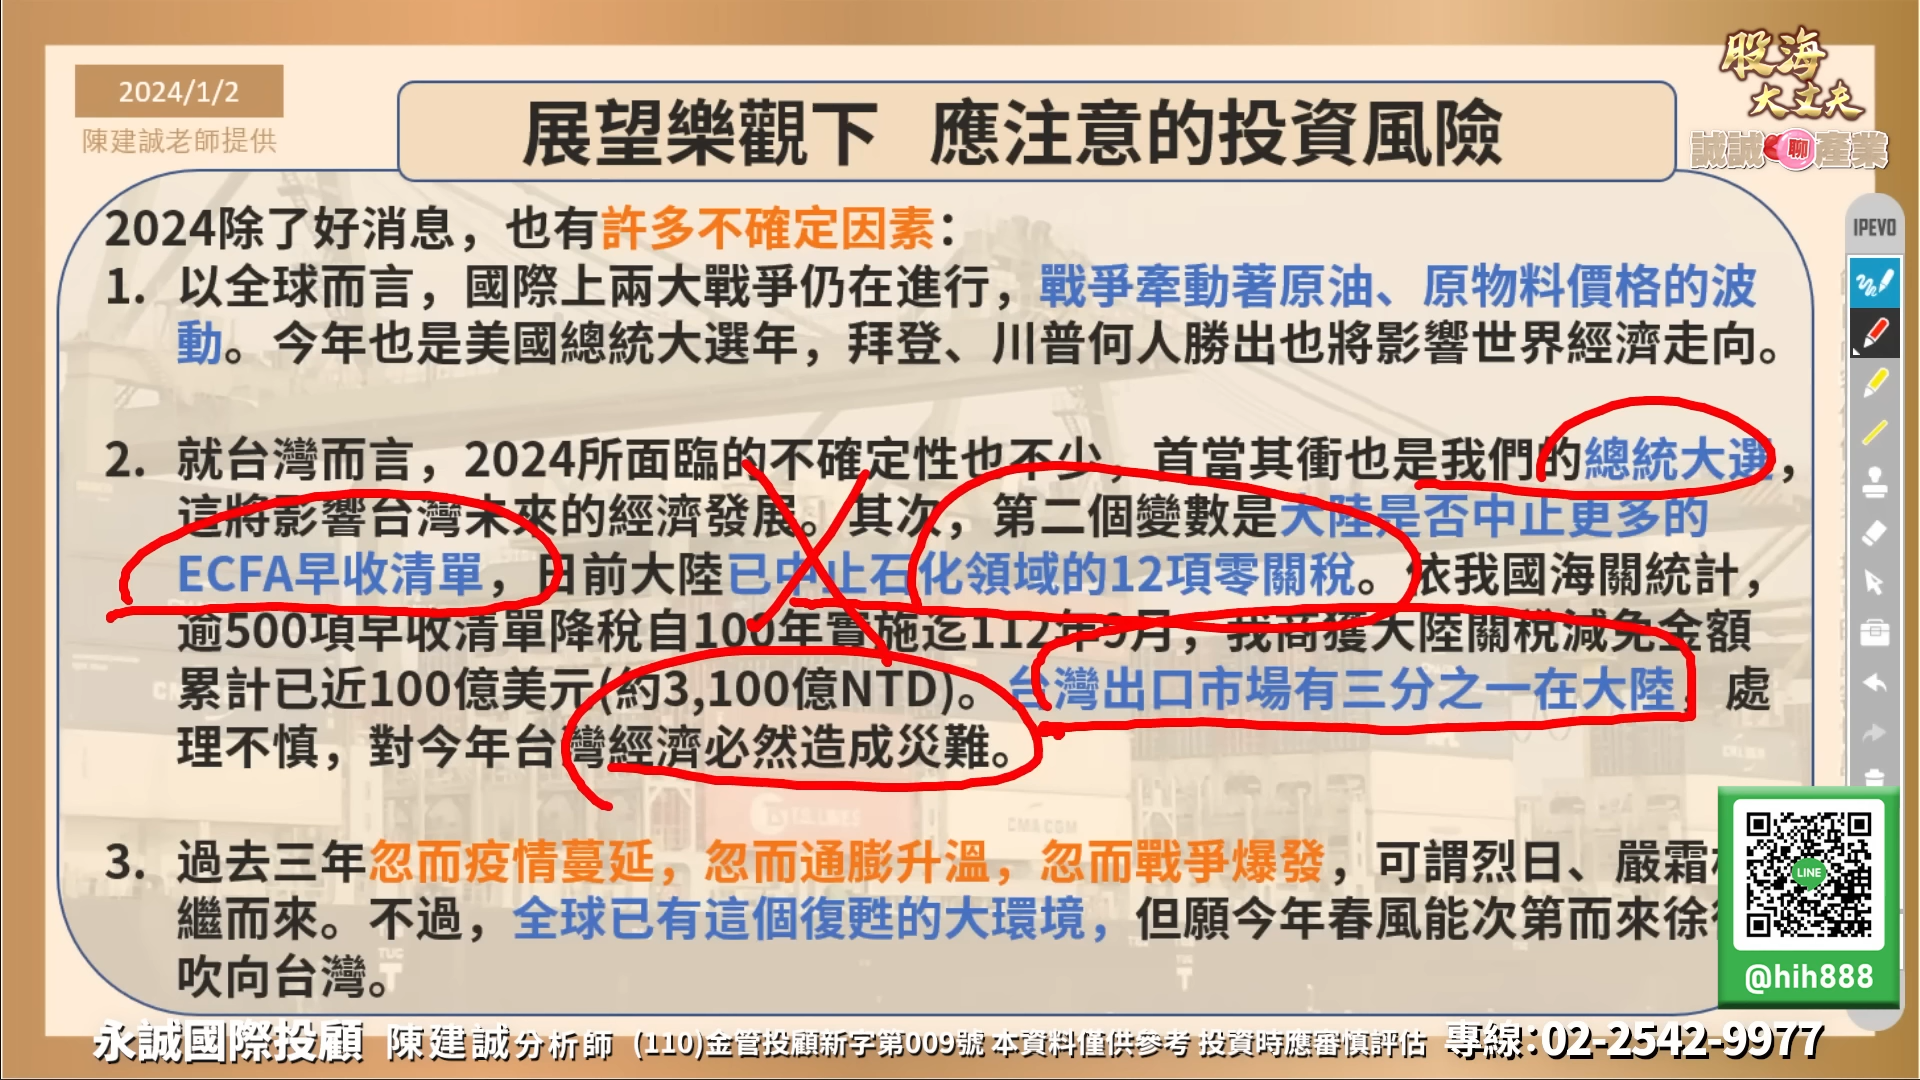 2024/1/2
陳建誠老師提供
展望樂觀下 應注意的投資風險
股海
大丈夫
誠誠聊產業
IPEVO
2024除了好消息，也有許多不確定因素：
1. 以全球而言，國際上兩大戰爭仍在進行，戰爭牽動著原油、原物料價格的波
動。今年也是美國總統大選年，拜登、川普何人勝出也將影響世界經濟走向。
2. 就台灣而言，2024所面臨的不確定性也不少，首當其衝也是我們的總統大選，
這將影響台灣未來的經濟發展。其次，第二個變數是大陸是否中止更多的
ECFA早收清單，日前大陸已中止石化領域的12項零關稅。依我國海關統計，
逾500項早收清單降稅自100年實施迄112年9月，我商獲大陸關稅減免金額
累計已近100億美元(約3,100億NTD)。台灣出口市場有三分之一在大陸，處
理不慎，對今年台灣經濟必然造成災難。
3. 過去三年忽而疫情蔓延，忽而通膨升溫，忽而戰爭爆發，可謂烈日、嚴霜
繼而來。不過，全球已有這個復甦的大環境，但願今年春風能次第而來徐
吹向台灣。
LINE
@hih888
永誠國際投顧 陳建誠分析師 (110)金管投顧新字第009號 本資料僅供參考 投資時應審慎評估 專線:02-2542-9977